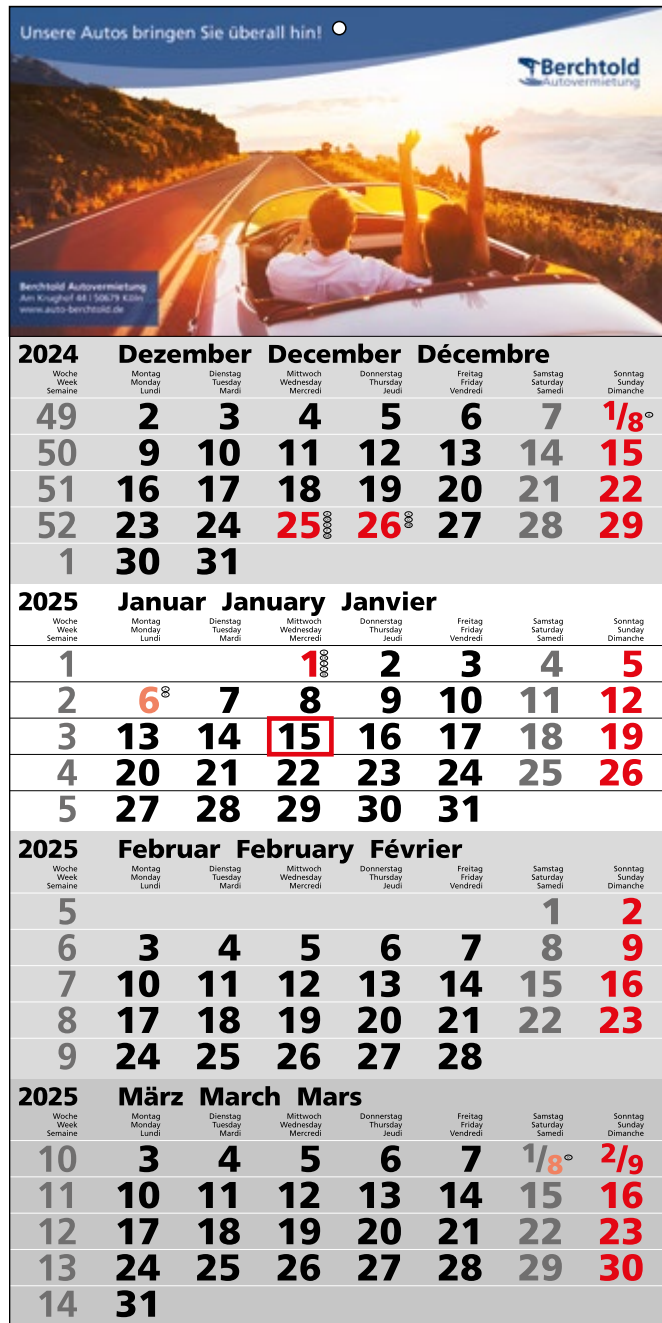 Unsere Autos bringen Sie überall hin!
Berchtold
Autovermietung
Berchtold Autovermietung
Am Krughof 44 | 50679 Köln
www.auto-berchtold.de
2024 Dezember December Décembre
Woche Montag Dienstag Mittwoch Donnerstag Freitag Samstag Sonntag
Week Monday Tuesday Wednesday Thursday Friday Saturday Sunday
Semaine Lundi Mardi Mercredi Jeudi Vendredi Samedi Dimanche
49 2 3 4 5 6 7 1/8
50 9 10 11 12 13 14 15
51 16 17 18 19 20 21 22
52 23 24 25 26 27 28 29
1 30 31
2025 Januar January Janvier
Woche Montag Dienstag Mittwoch Donnerstag Freitag Samstag Sonntag
Week Monday Tuesday Wednesday Thursday Friday Saturday Sunday
Semaine Lundi Mardi Mercredi Jeudi Vendredi Samedi Dimanche
1 1 2 3 4 5
2 6 7 8 9 10 11 12
3 13 14 15 16 17 18 19
4 20 21 22 23 24 25 26
5 27 28 29 30 31
2025 Februar February Février
Woche Montag Dienstag Mittwoch Donnerstag Freitag Samstag Sonntag
Week Monday Tuesday Wednesday Thursday Friday Saturday Sunday
Semaine Lundi Mardi Mercredi Jeudi Vendredi Samedi Dimanche
5 1 2
6 3 4 5 6 7 8 9
7 10 11 12 13 14 15 16
8 17 18 19 20 21 22 23
9 24 25 26 27 28
2025 März March Mars
Woche Montag Dienstag Mittwoch Donnerstag Freitag Samstag Sonntag
Week Monday Tuesday Wednesday Thursday Friday Saturday Sunday
Semaine Lundi Mardi Mercredi Jeudi Vendredi Samedi Dimanche
10 3 4 5 6 7 1/8 2/9
11 10 11 12 13 14 15 16
12 17 18 19 20 21 22 23
13 24 25 26 27 28 29 30
14 31